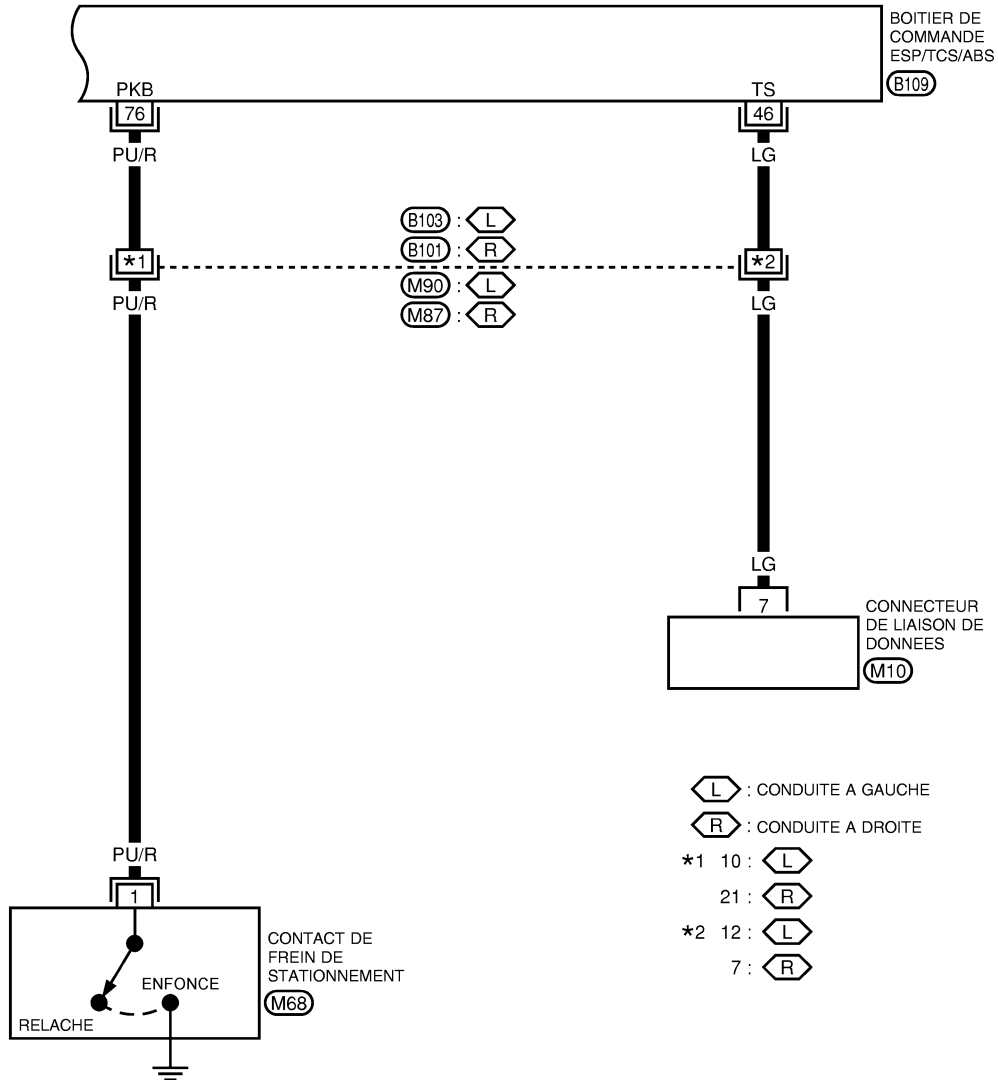 BOITIER DE
COMMANDE
ESP/TCS/ABS
B109
PKB
TS
76
46
PU/R
LG
B103 : L
B101 : R
*1
*2
M90 : L
M87 : R
PU/R
LG
LG
7
CONNECTEUR
DE LIAISON DE
DONNEES
M10
L : CONDUITE A GAUCHE
R : CONDUITE A DROITE
*1 10 : L
21 : R
*2 12 : L
7 : R
PU/R
1
CONTACT DE
FREIN DE
STATIONNEMENT
M68
ENFONCE
RELACHE